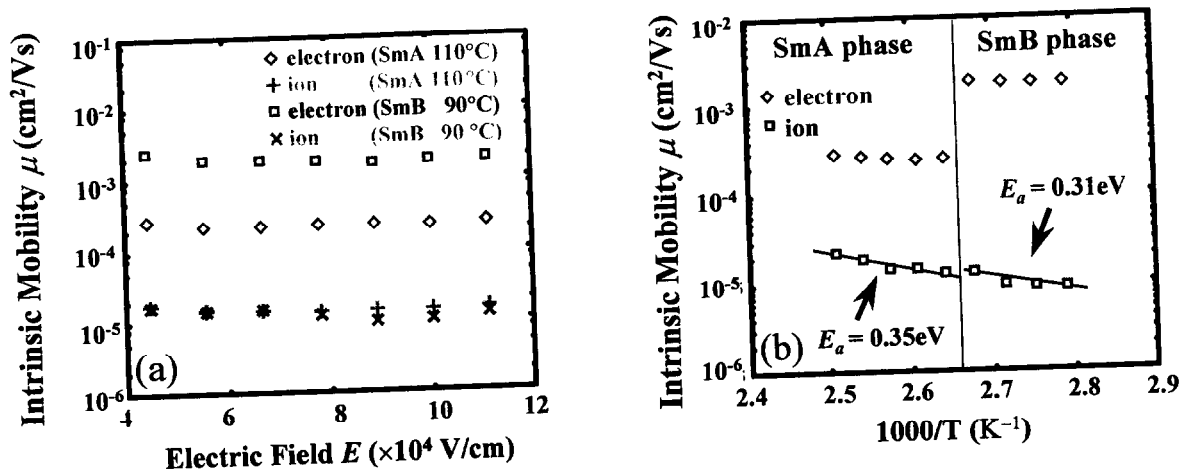 Intrinsic Mobility μ (cm²/Vs)
10⁻¹
10⁻²
10⁻³
10⁻⁴
10⁻⁵
10⁻⁶
◇ electron (SmA 110°C)
+ ion (SmA 110°C)
□ electron (SmB 90°C)
× ion (SmB 90°C)
(a)
4 6 8 10 12
Electric Field E (×10⁴ V/cm)
Intrinsic Mobility μ (cm²/Vs)
10⁻²
10⁻³
10⁻⁴
10⁻⁵
10⁻⁶
SmA phase SmB phase
◇ electron
□ ion
Eₐ = 0.31eV
Eₐ = 0.35eV
(b)
2.4 2.5 2.6 2.7 2.8 2.9
1000/T (K⁻¹)